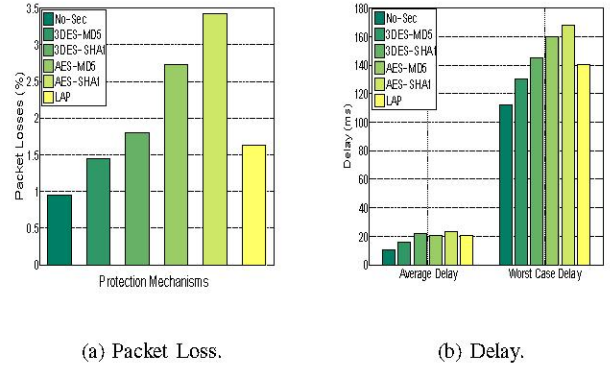 3.5
3
2.5
2
1.5
1
0.5
0
Packet Losses (%)
No-Sec
3DES-MD5
3DES-SHA1
AES-MD5
AES-SHA1
LAP
Protection Mechanisms
(a) Packet Loss.
180
160
140
120
100
80
60
40
20
0
Delay (ms)
No-Sec
3DES-MD5
3DES-SHA1
AES-MD5
AES-SHA1
LAP
Average Delay
Worst Case Delay
(b) Delay.